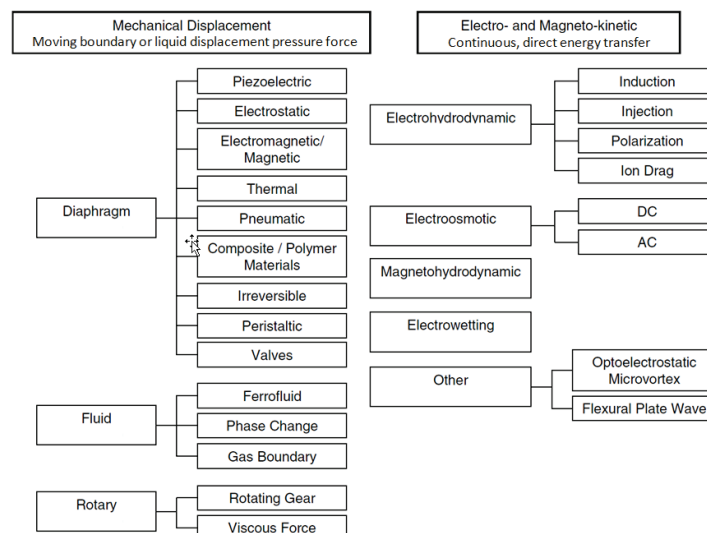 Mechanical Displacement
Moving boundary or liquid displacement pressure force
Piezoelectric
Electrostatic
Electromagnetic/
Magnetic
Thermal
Diaphragm
Pneumatic
Composite / Polymer
Materials
Irreversible
Peristaltic
Valves
Ferrofluid
Fluid
Phase Change
Gas Boundary
Rotating Gear
Rotary
Viscous Force
Electro- and Magneto-kinetic
Continuous, direct energy transfer
Induction
Electrohydrodynamic
Injection
Polarization
Ion Drag
Electroosmotic
DC
AC
Magnetohydrodynamic
Electrowetting
Other
Optoelectrostatic
Microvortex
Flexural Plate Wave